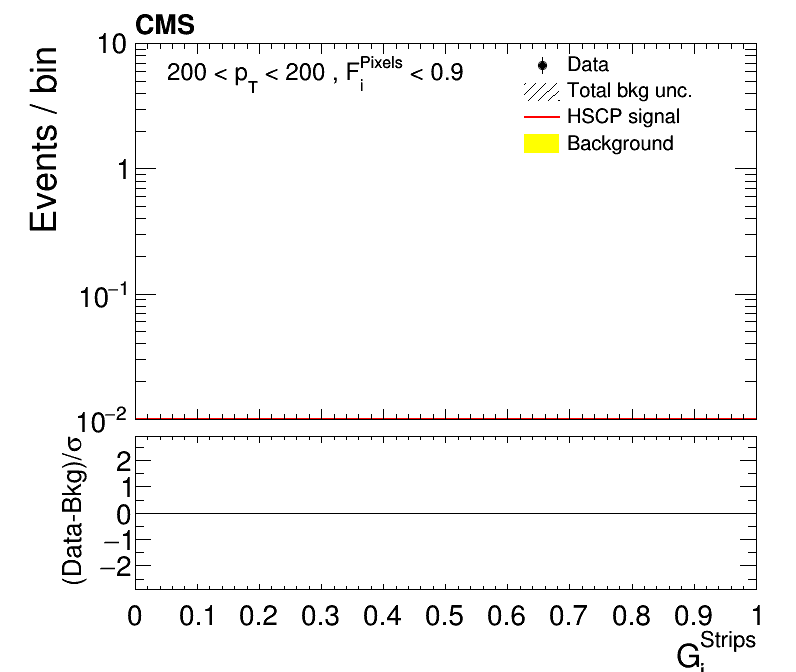 CMS
10
1
10⁻¹
10⁻²
Events / bin
200 < p_T < 200 , F_i^Pixels < 0.9
Data
Total bkg unc.
HSCP signal
Background
(Data-Bkg)/σ
2
1
0
−1
−2
0 0.1 0.2 0.3 0.4 0.5 0.6 0.7 0.8 0.9 1
G_i^Strips